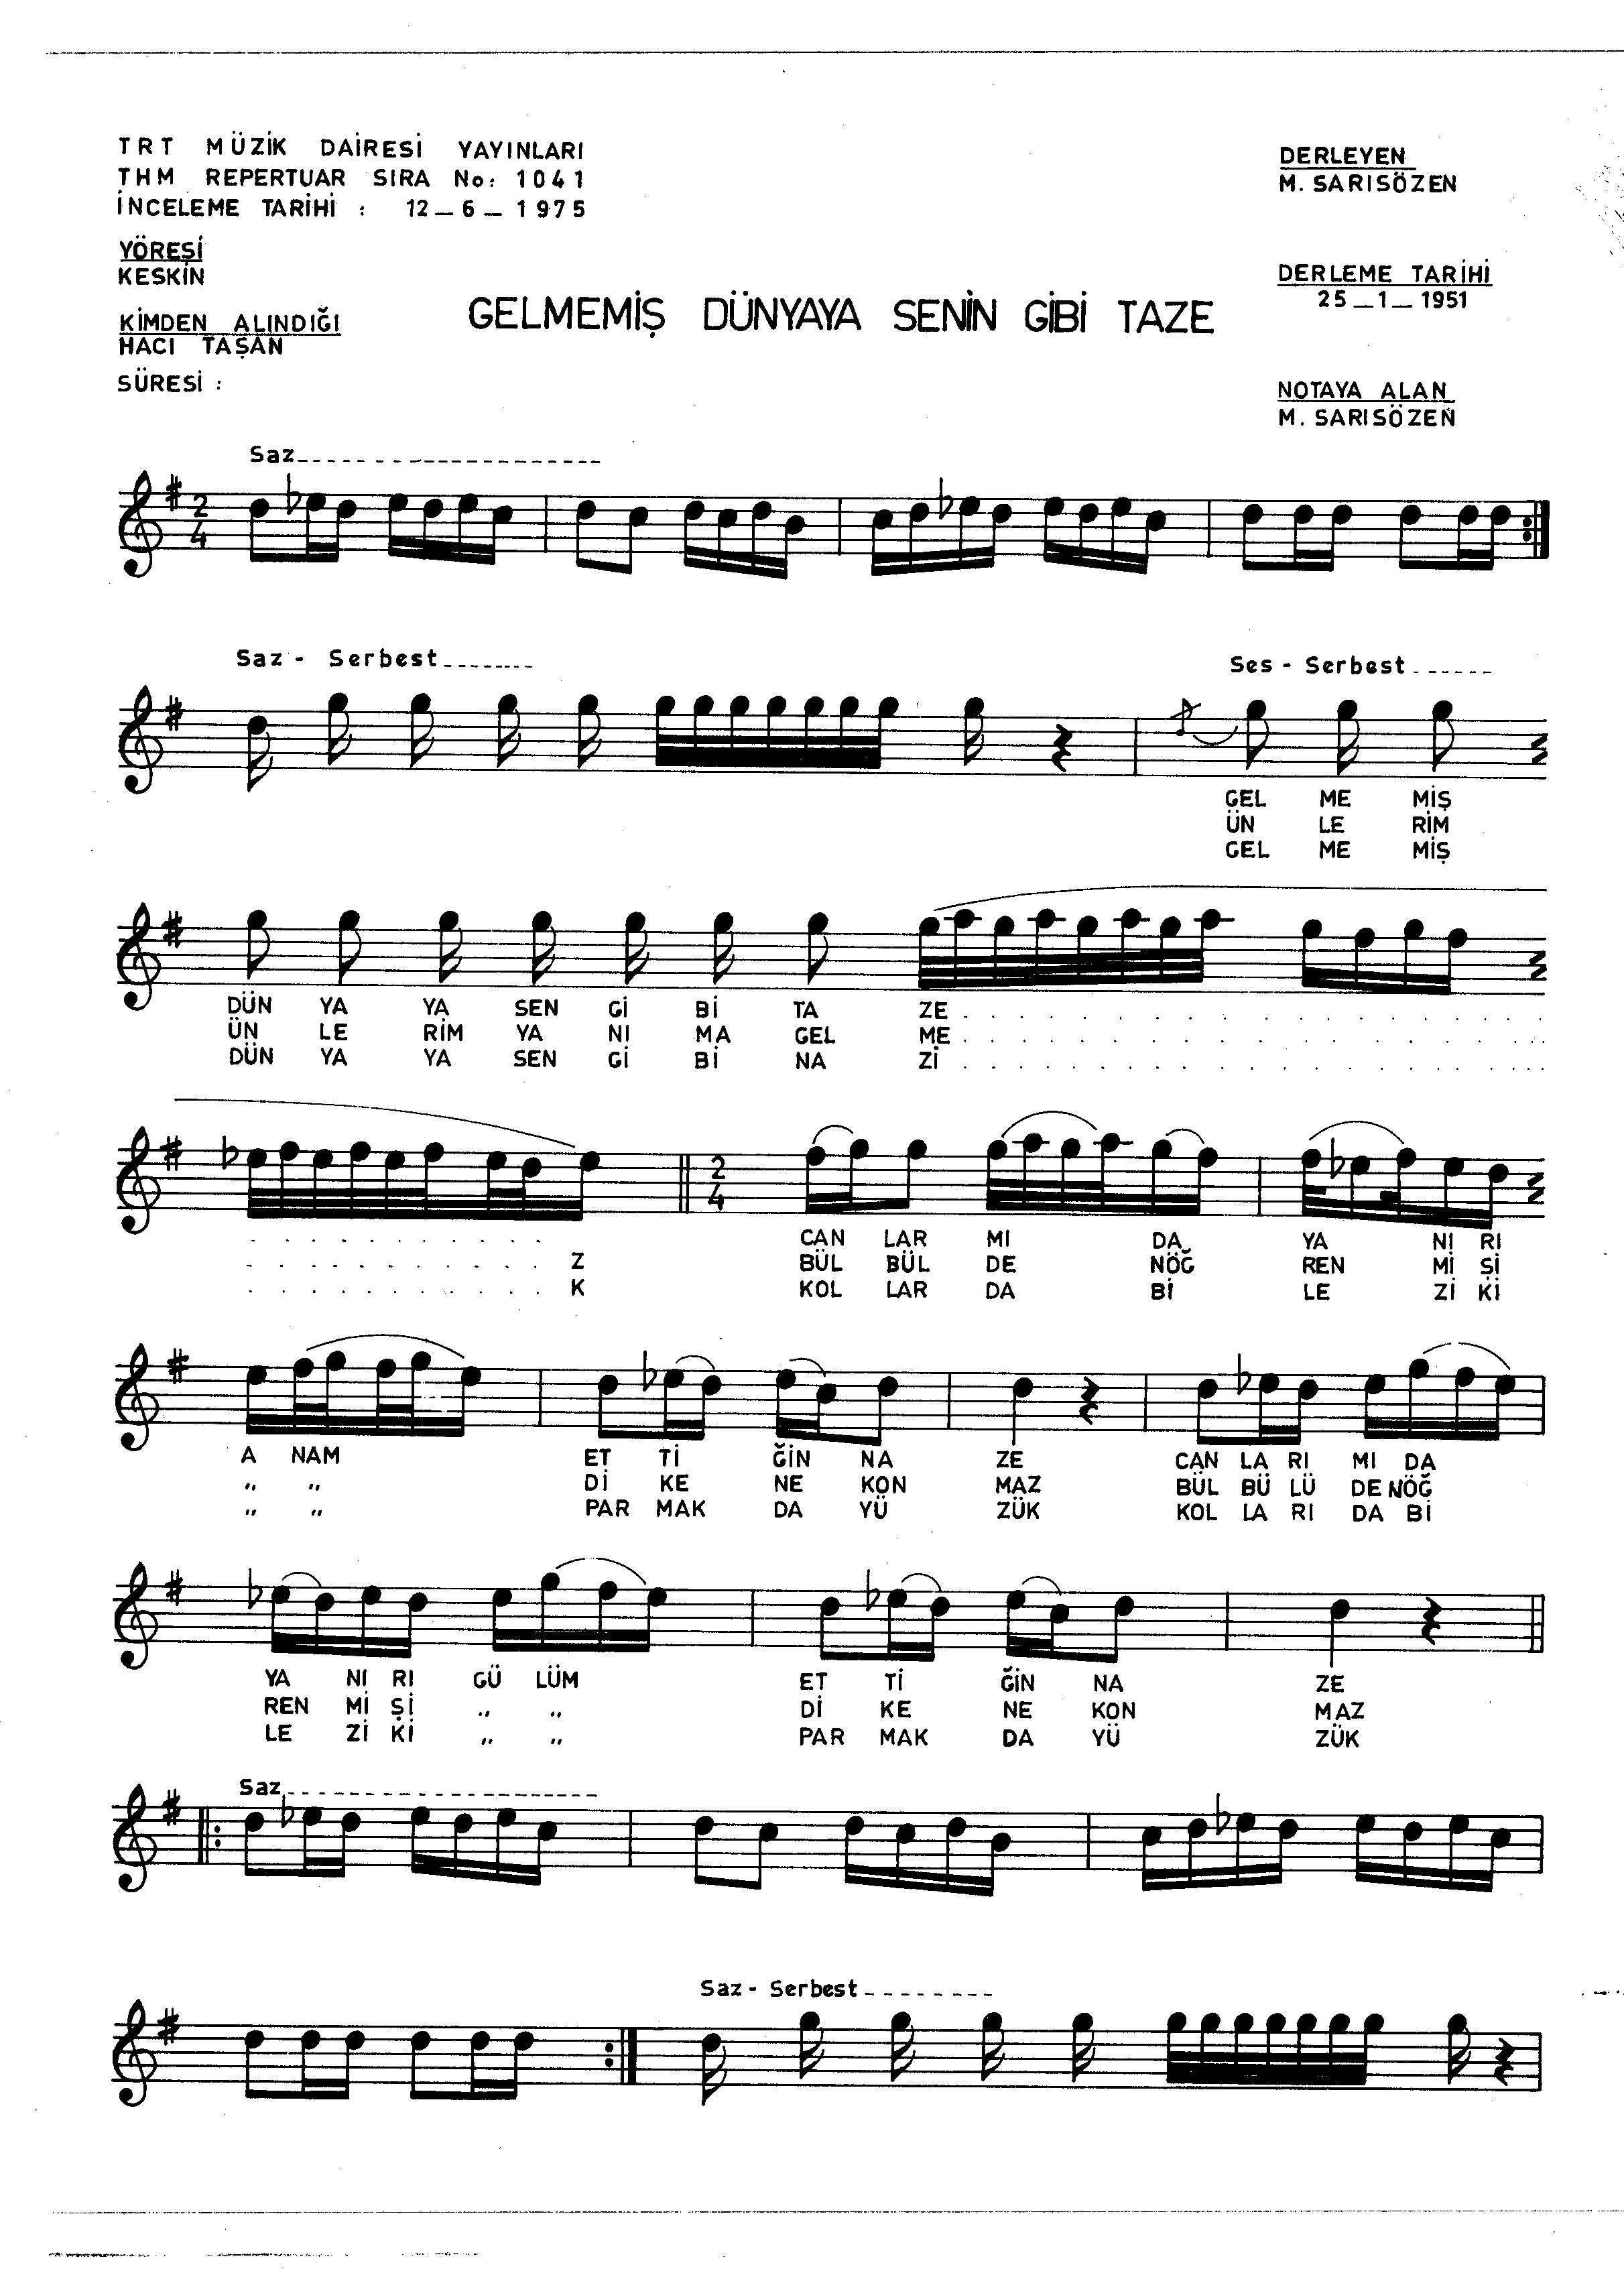 TRT MÜZİK DAİRESİ YAYINLARI
THM REPERTUAR SIRA No: 1041
İNCELEME TARİHİ : 12_6_1975
DERLEYEN
M. SARISÖZEN
YÖRESİ
KESKİN
DERLEME TARİHİ
25_1_1951
KİMDEN ALINDIĞI
HACI TAŞAN
GELMEMİŞ DÜNYAYA SENİN GİBİ TAZE
SÜRESİ :
NOTAYA ALAN
M. SARISÖZEN
Saz
2
4
Saz - Serbest
Ses - Serbest
GEL ME MİŞ
ÜN LE RİM
GEL ME MİŞ
DÜN YA YA SEN Gİ Bİ TA ZE
ÜN LE RİM YA NI MA GEL ME
DÜN YA YA SEN Gİ Bİ NA Zİ
2
4
CAN LAR MI DA YA NI RI
Z BÜL BÜL DE NÖĞ REN Mİ Şİ
K KOL LAR DA Bİ LE Zİ Kİ
A NAM ET Tİ ĞİN NA ZE CAN LA RI MI DA
" " Dİ KE NE KON MAZ BÜL BÜ LÜ DE NÖĞ
" " PAR MAK DA YÜ ZÜK KOL LA RI DA Bİ
YA NI RI GÜ LÜM ET Tİ ĞİN NA ZE
REN Mİ Şİ " " Dİ KE NE KON MAZ
LE Zİ Kİ " " PAR MAK DA YÜ ZÜK
Saz
Saz - Serbest